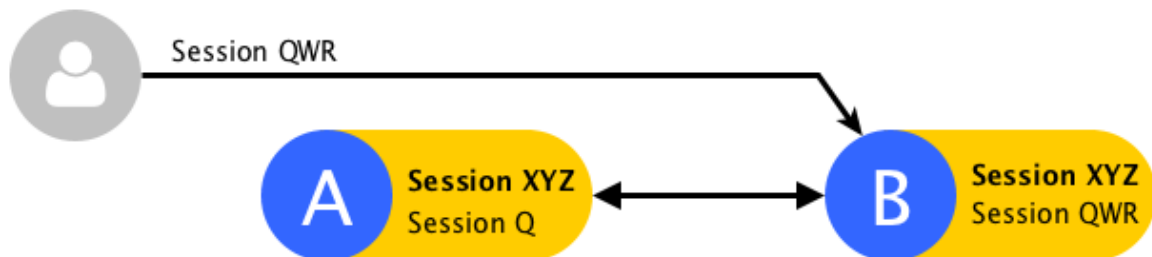 Session QWR
A
Session XYZ
Session Q
B
Session XYZ
Session QWR